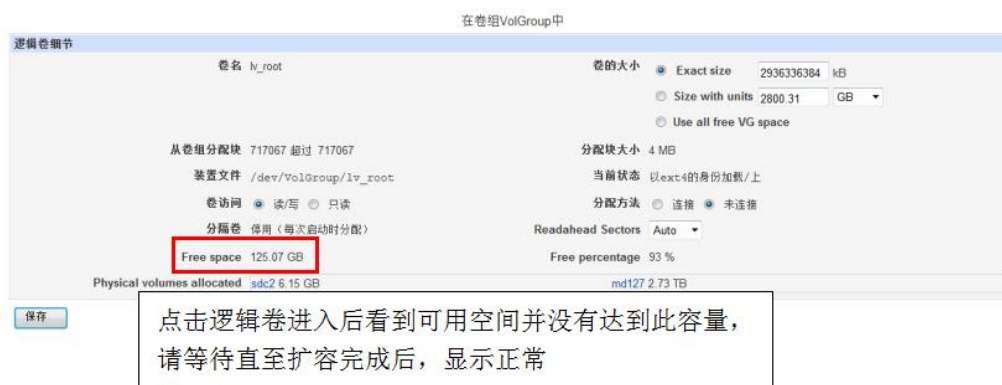 在卷组VolGroup中
逻辑卷细节
卷名 lv_root 卷的大小 Exact size 2936336384 kB
Size with units 2800.31 GB
Use all free VG space
从卷组分配块 717067 超过 717067 分配块大小 4 MB
装置文件 /dev/VolGroup/lv_root 当前状态 以ext4的身份加载/上
卷访问 读/写 只读 分配方法 连接 未连接
分隔卷 停用（每次启动时分配） Readahead Sectors Auto
Free space 125.07 GB Free percentage 93 %
Physical volumes allocated sdc2 6.15 GB md127 2.73 TB
保存
点击逻辑卷进入后看到可用空间并没有达到此容量，
请等待直至扩容完成后，显示正常